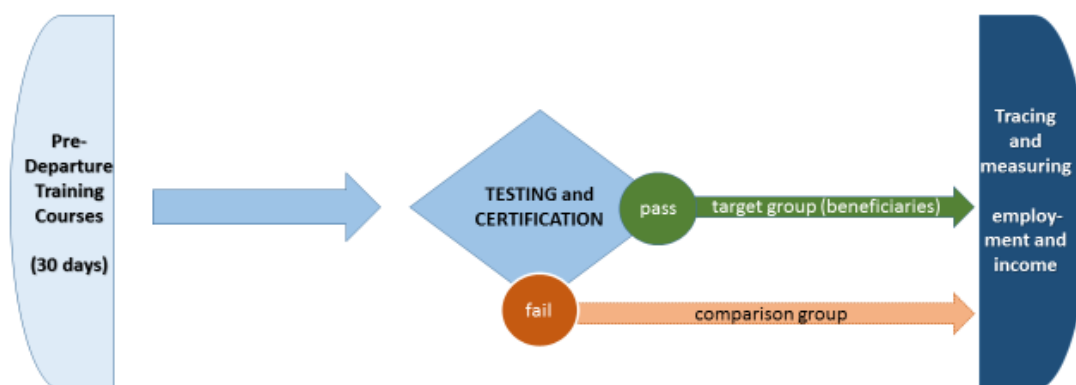 Pre-
Departure
Training
Courses
(30 days)
TESTING and
CERTIFICATION
pass
target group (beneficiaries)
fail
comparison group
Tracing
and
measuring
employ-
ment and
income